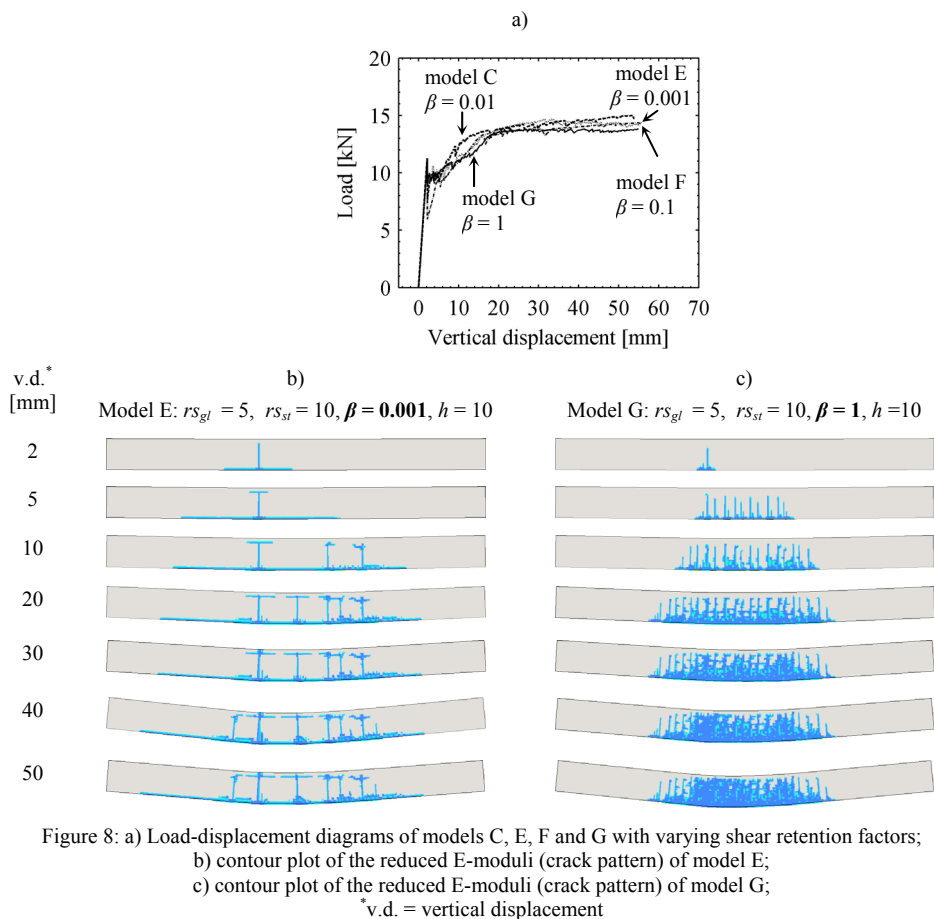 a)
20
15
10
5
0
Load [kN]
model C
β = 0.01
model E
β = 0.001
model G
β = 1
model F
β = 0.1
0 10 20 30 40 50 60 70
Vertical displacement [mm]
v.d.*
[mm]
b)
Model E: rs_gl = 5, rs_st = 10, β = 0.001, h = 10
c)
Model G: rs_gl = 5, rs_st = 10, β = 1, h =10
2
5
10
20
30
40
50
Figure 8: a) Load-displacement diagrams of models C, E, F and G with varying shear retention factors;
b) contour plot of the reduced E-moduli (crack pattern) of model E;
c) contour plot of the reduced E-moduli (crack pattern) of model G;
*v.d. = vertical displacement